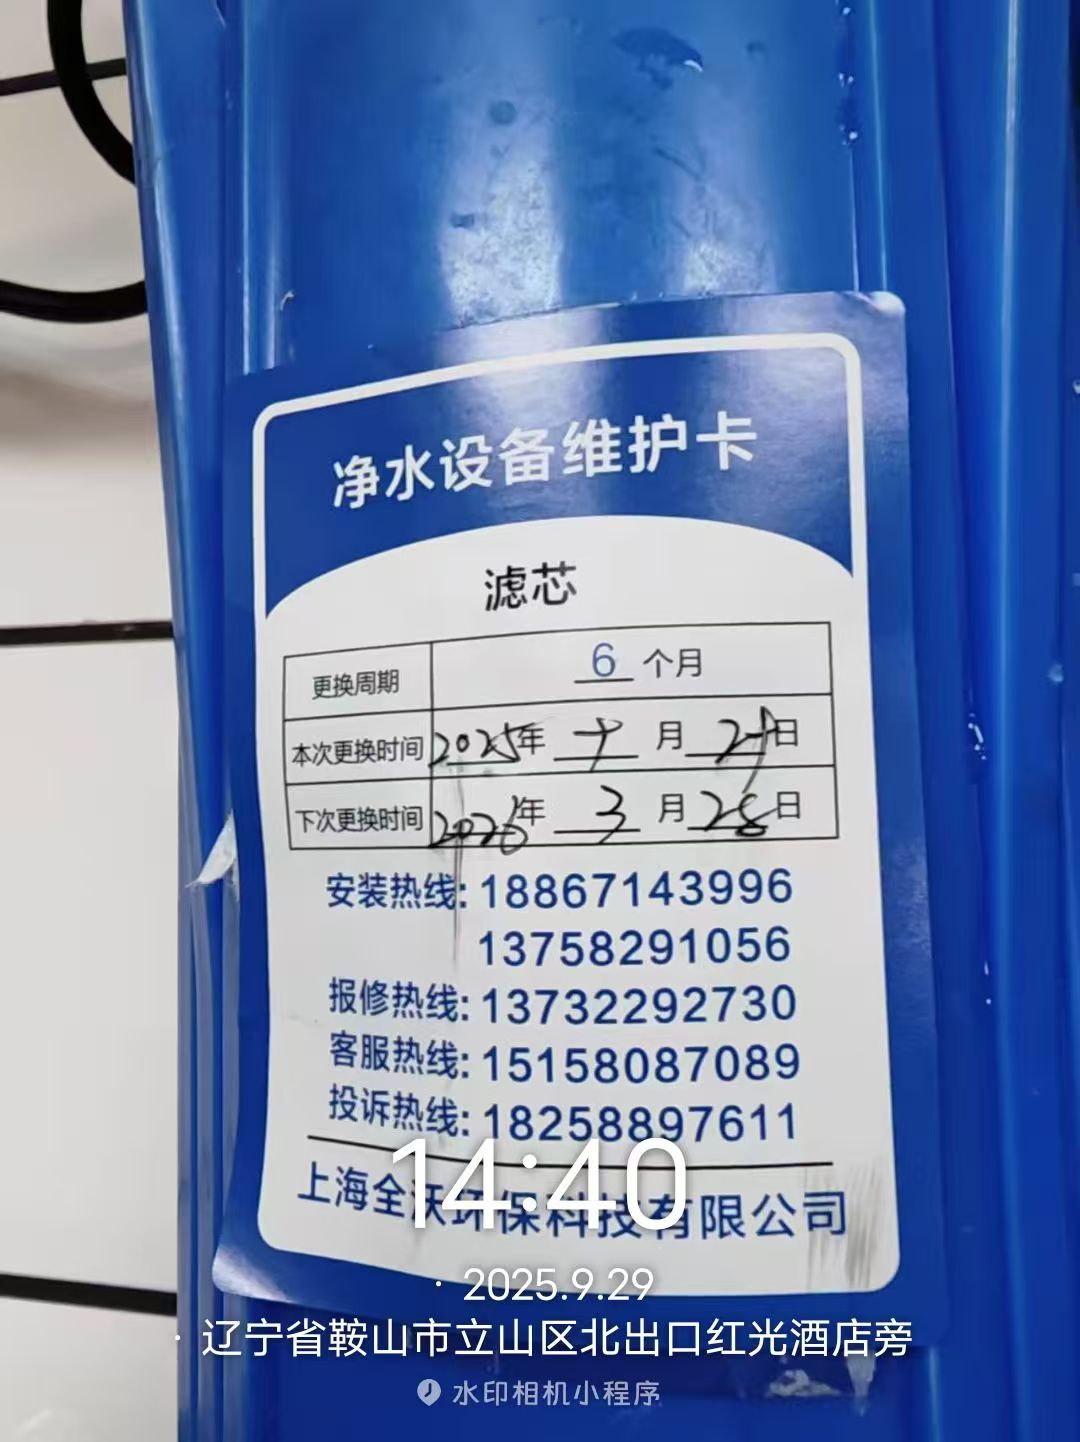 净水设备维护卡
滤芯
更换周期 6 个月
本次更换时间 2025年 月 日
下次更换时间 2026年 3 月 28 日
安装热线: 18867143996
13758291056
报修热线: 13732292730
客服热线: 15158087089
投诉热线: 18258897611
14:40
上海全沃环保科技有限公司
· 2025.9.29
· 辽宁省鞍山市立山区北出口红光酒店旁
水印相机小程序